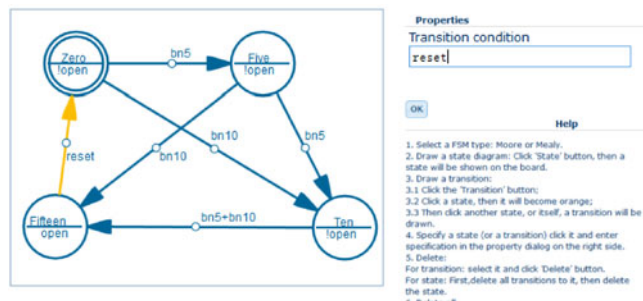 Zero
!open
bn5
Five
!open
bn10
bn5
reset
bn10
Fifteen
open
bn5+bn10
Ten
!open
Properties
Transition condition
reset
OK
Help
1. Select a FSM type: Moore or Mealy.
2. Draw a state diagram: Click 'State' button, then a
state will be shown on the board.
3. Draw a transition:
3.1 Click the 'Transition' button;
3.2 Click a state, then it will become orange;
3.3 Then click another state, or itself, a transition will be
drawn.
4. Specify a state (or a transition) click it and enter
specification in the property dialog on the right side.
5. Delete:
For transition: select it and click 'Delete' button.
For state: First,delete all transitions to it, then delete
the state.